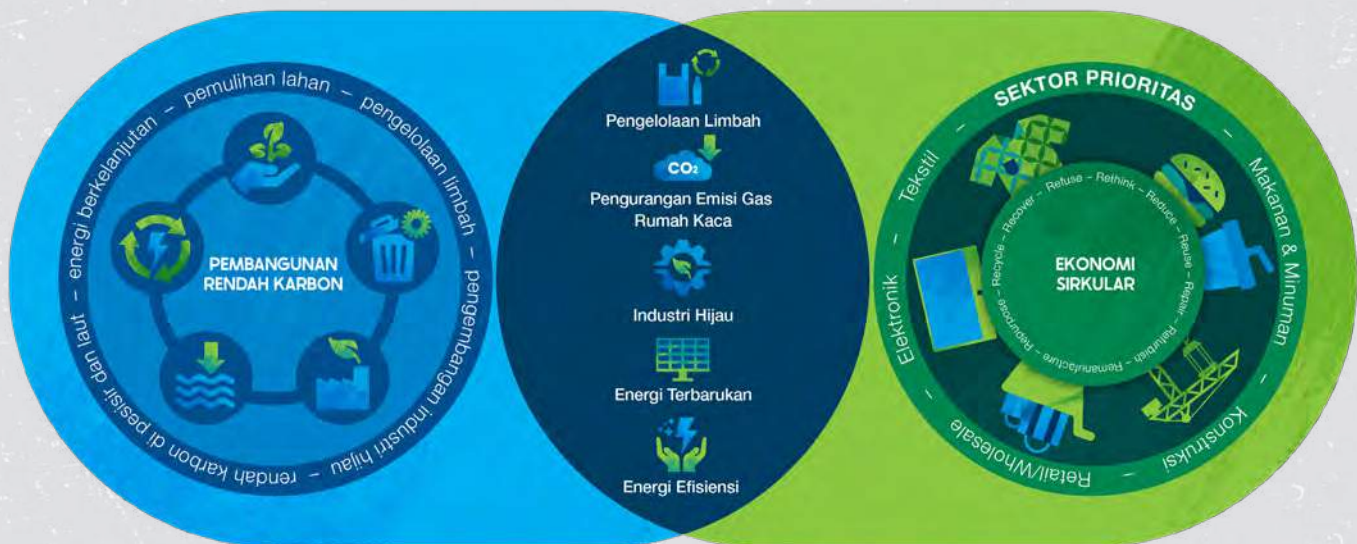 energi berkelanjutan – pemulihan lahan – pengelolaan limbah – pengembangan industri hijau – rendah karbon di pesisir dan laut –
PEMBANGUNAN
RENDAH KARBON
Pengelolaan Limbah
CO₂
Pengurangan Emisi Gas
Rumah Kaca
Industri Hijau
Energi Terbarukan
Energi Efisiensi
SEKTOR PRIORITAS
– Makanan & Minuman – Konstruksi – Retail/Wholesale – Elektronik – Tekstil –
Refuse – Rethink – Reduce – Reuse – Repair – Refurbish – Remanufacture – Repurpose – Recycle – Recover –
EKONOMI
SIRKULAR